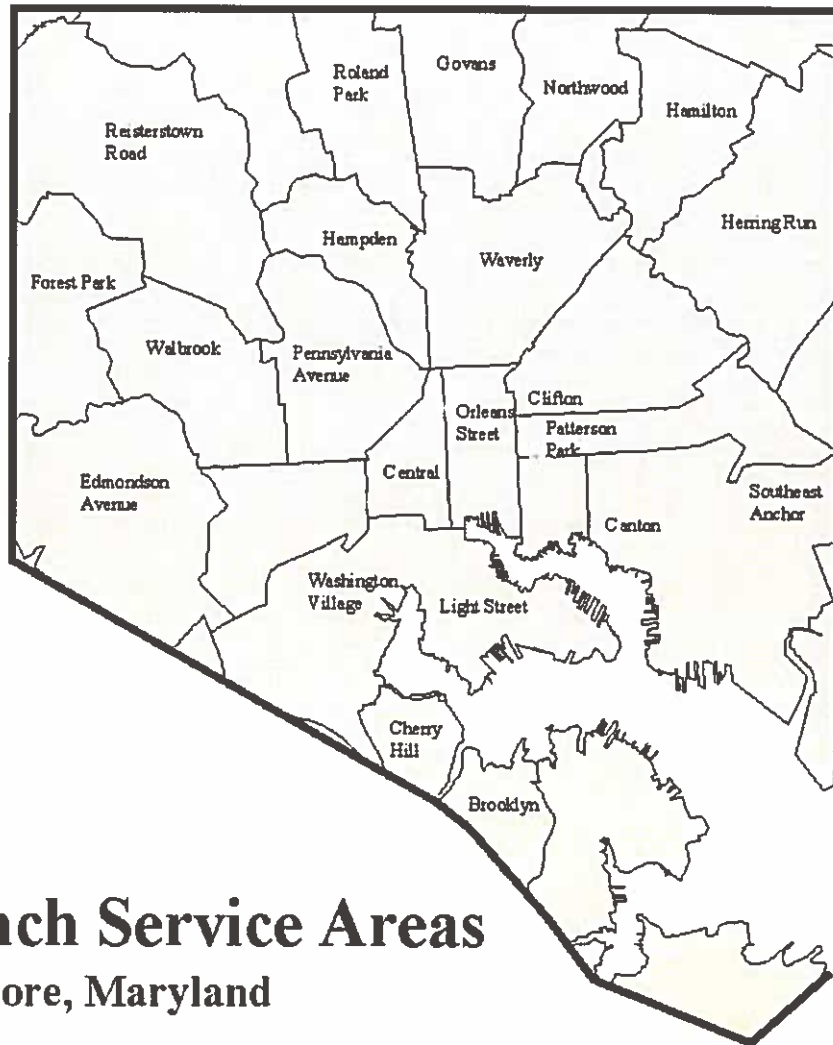 Roland
Park
Govans
Northwood
Hamilton
Reisterstown
Road
Herring Run
Hampden
Waverly
Forest Park
Walbrook
Pennsylvania
Avenue
Clifton
Orleans
Street
Patterson
Park
Central
Edmondson
Avenue
Southeast
Anchor
Canton
Washington
Village
Light Street
Cherry
Hill
Brooklyn
nch Service Areas
ore, Maryland